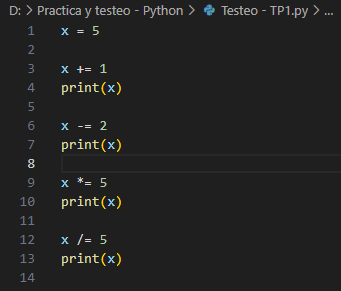 D: > Practica y testeo - Python > Testeo - TP1.py > ...
1 x = 5
2
3 x += 1
4 print(x)
5
6 x -= 2
7 print(x)
8
9 x *= 5
10 print(x)
11
12 x /= 5
13 print(x)
14